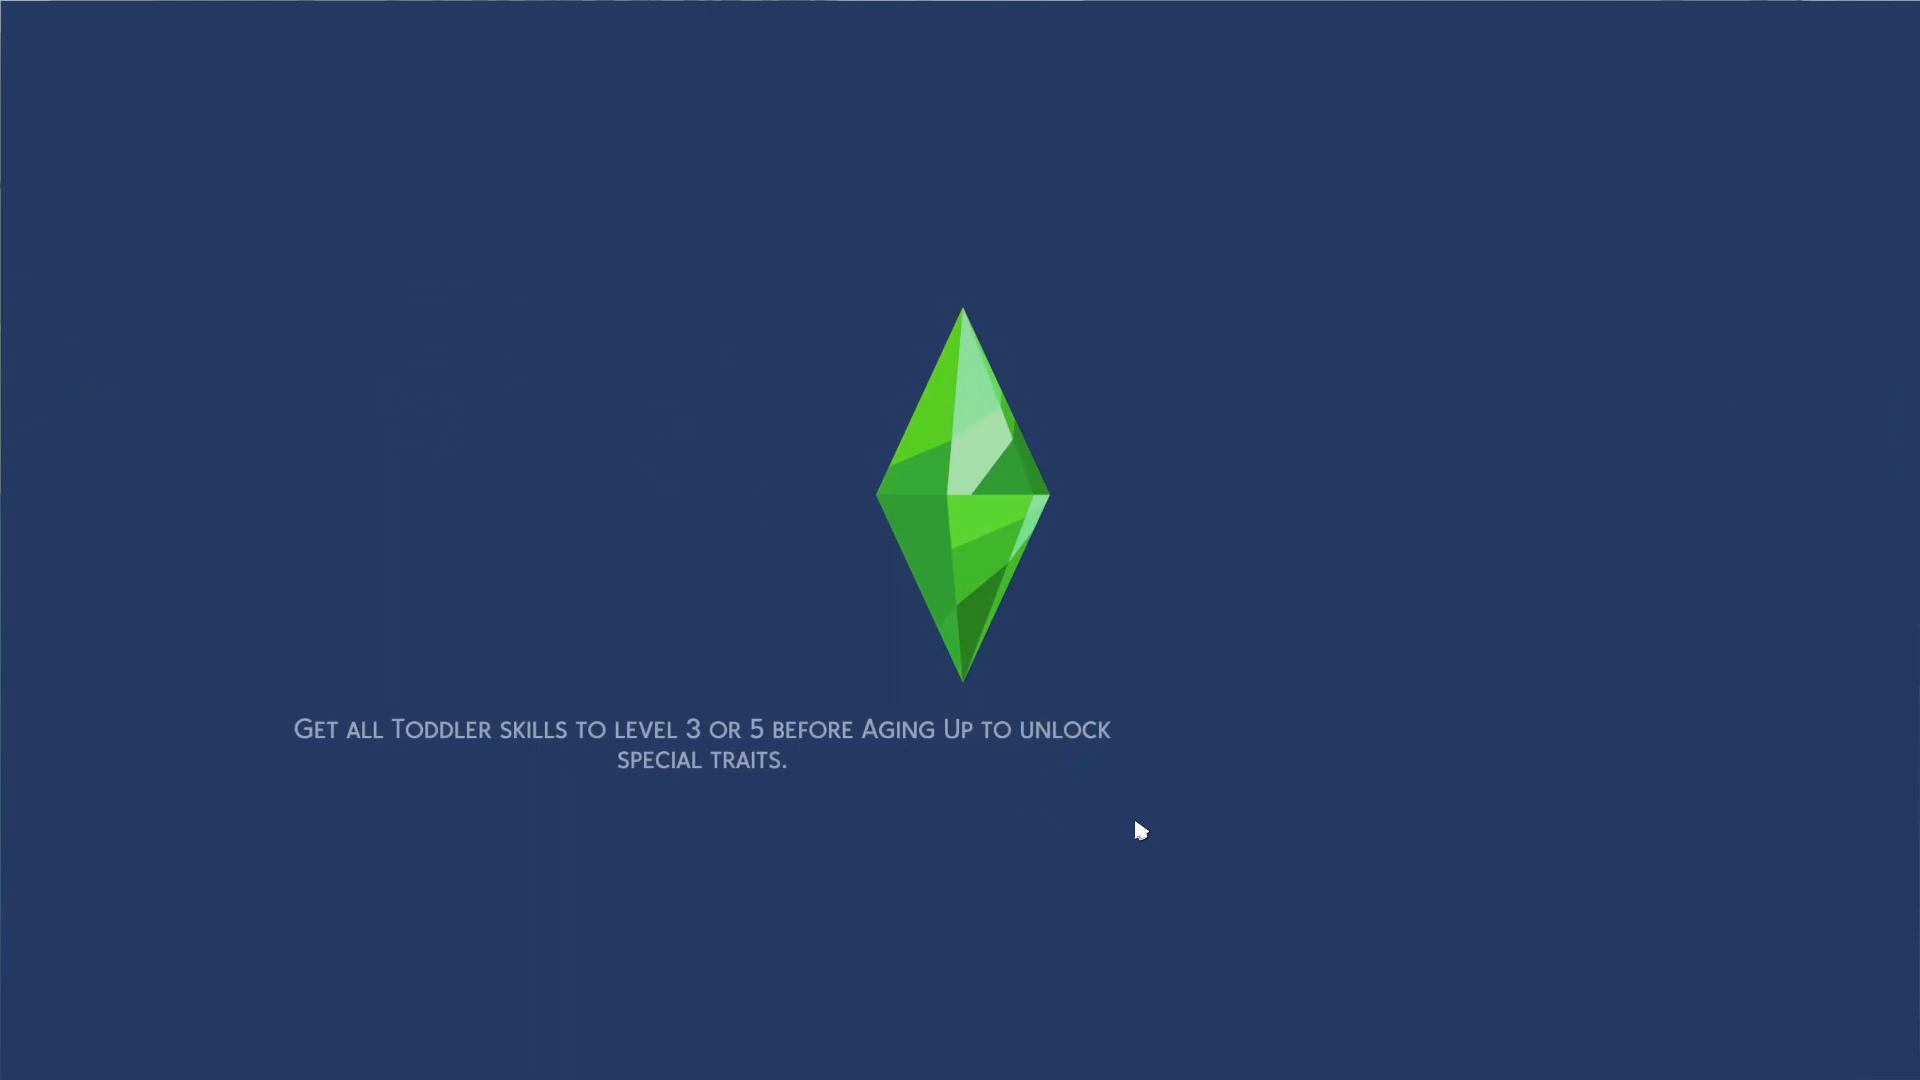 Get all Toddler skills to level 3 or 5 before Aging Up to unlock
special traits.